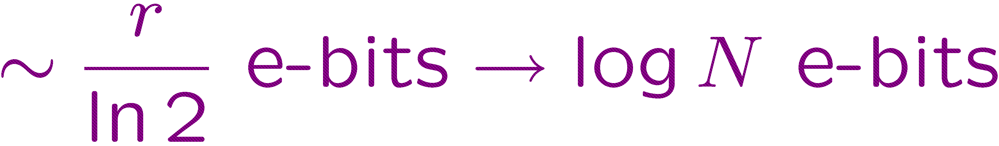 ∼ r/ln 2 e-bits ⟶ log N e-bits